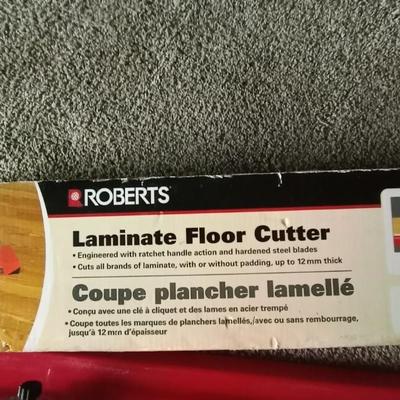 ROBERTS
Laminate Floor Cutter
• Engineered with ratchet handle action and hardened steel blades
• Cuts all brands of laminate, with or without padding, up to 12 mm thick
Coupe plancher lamellé
• Conçu avec une clé à cliquet et des lames en acier trempé
• Coupe toutes les marques de planchers lamellés, avec ou sans rembourrage,
jusqu'à 12 mm d'épaisseur